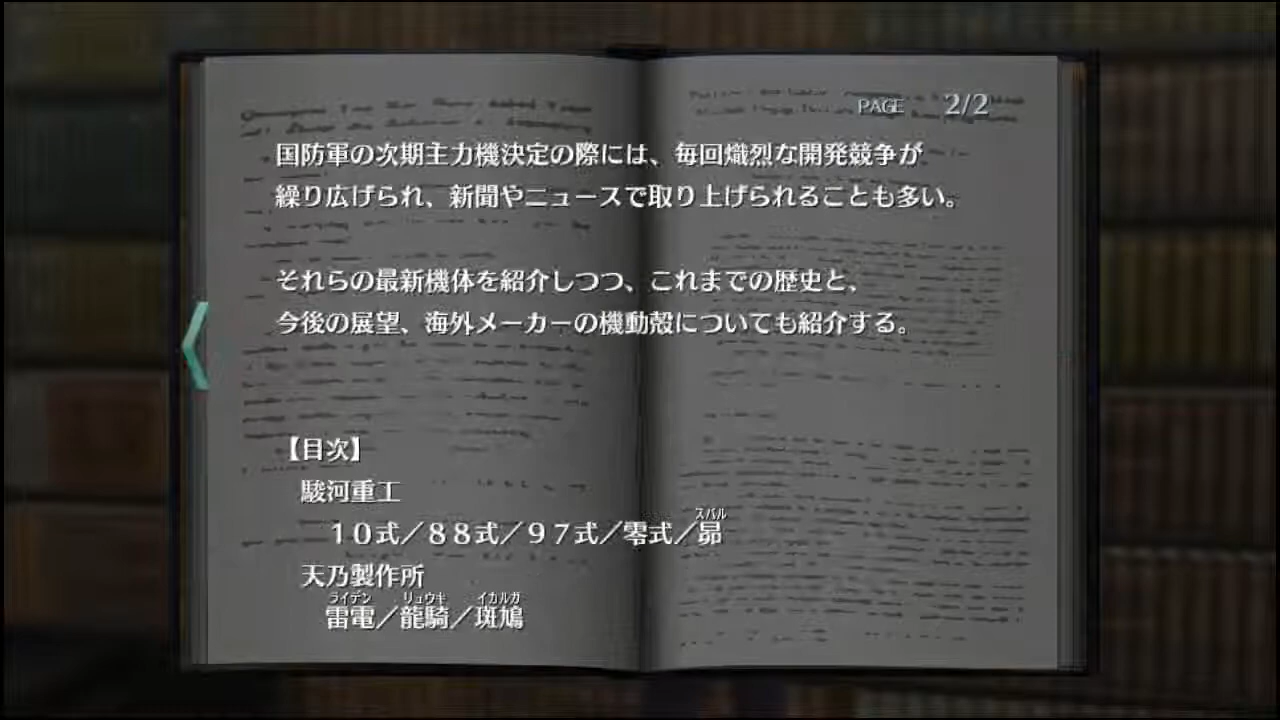 PAGE 2/2
国防軍の次期主力機決定の際には、毎回熾烈な開発競争が
繰り広げられ、新聞やニュースで取り上げられることも多い。
それらの最新機体を紹介しつつ、これまでの歴史と、
今後の展望、海外メーカーの機動殻についても紹介する。
【目次】
駿河重工
スバル
１０式／８８式／９７式／零式／昴
天乃製作所
ライデン リュウキ イカルガ
雷電／龍騎／斑鳩